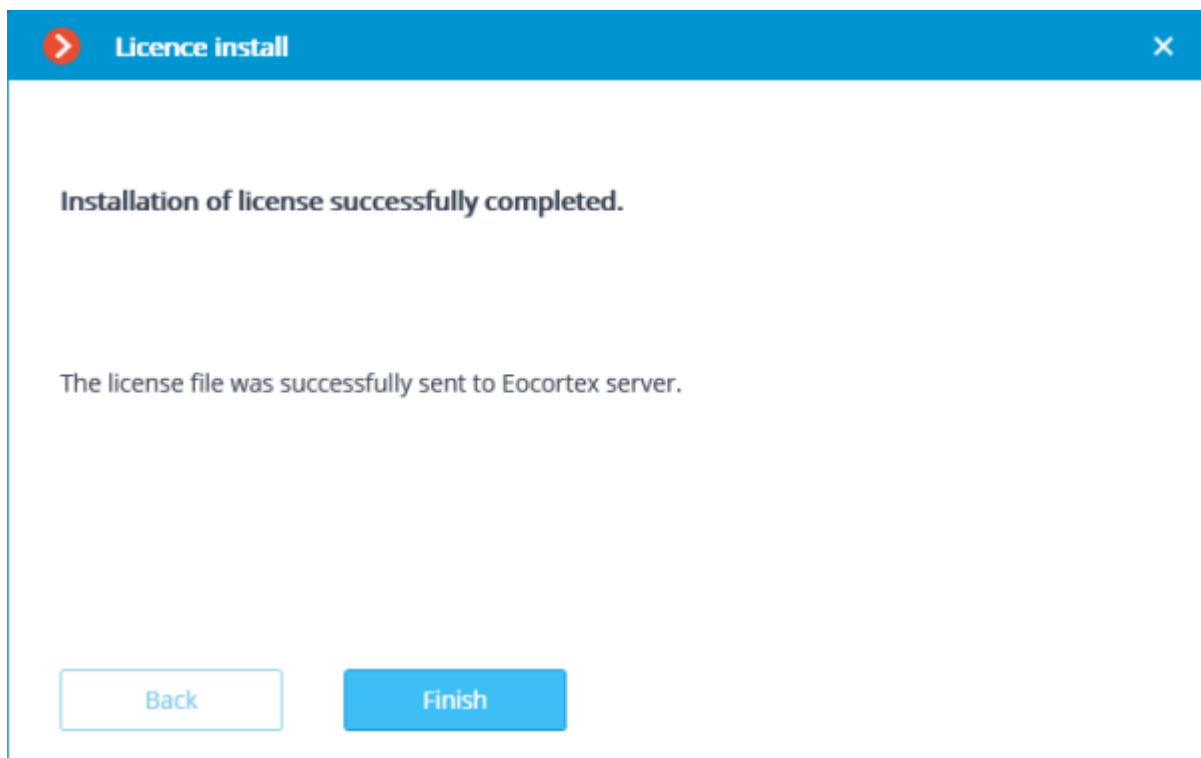 Licence install
Installation of license successfully completed.
The license file was successfully sent to Eocortex server.
Back
Finish